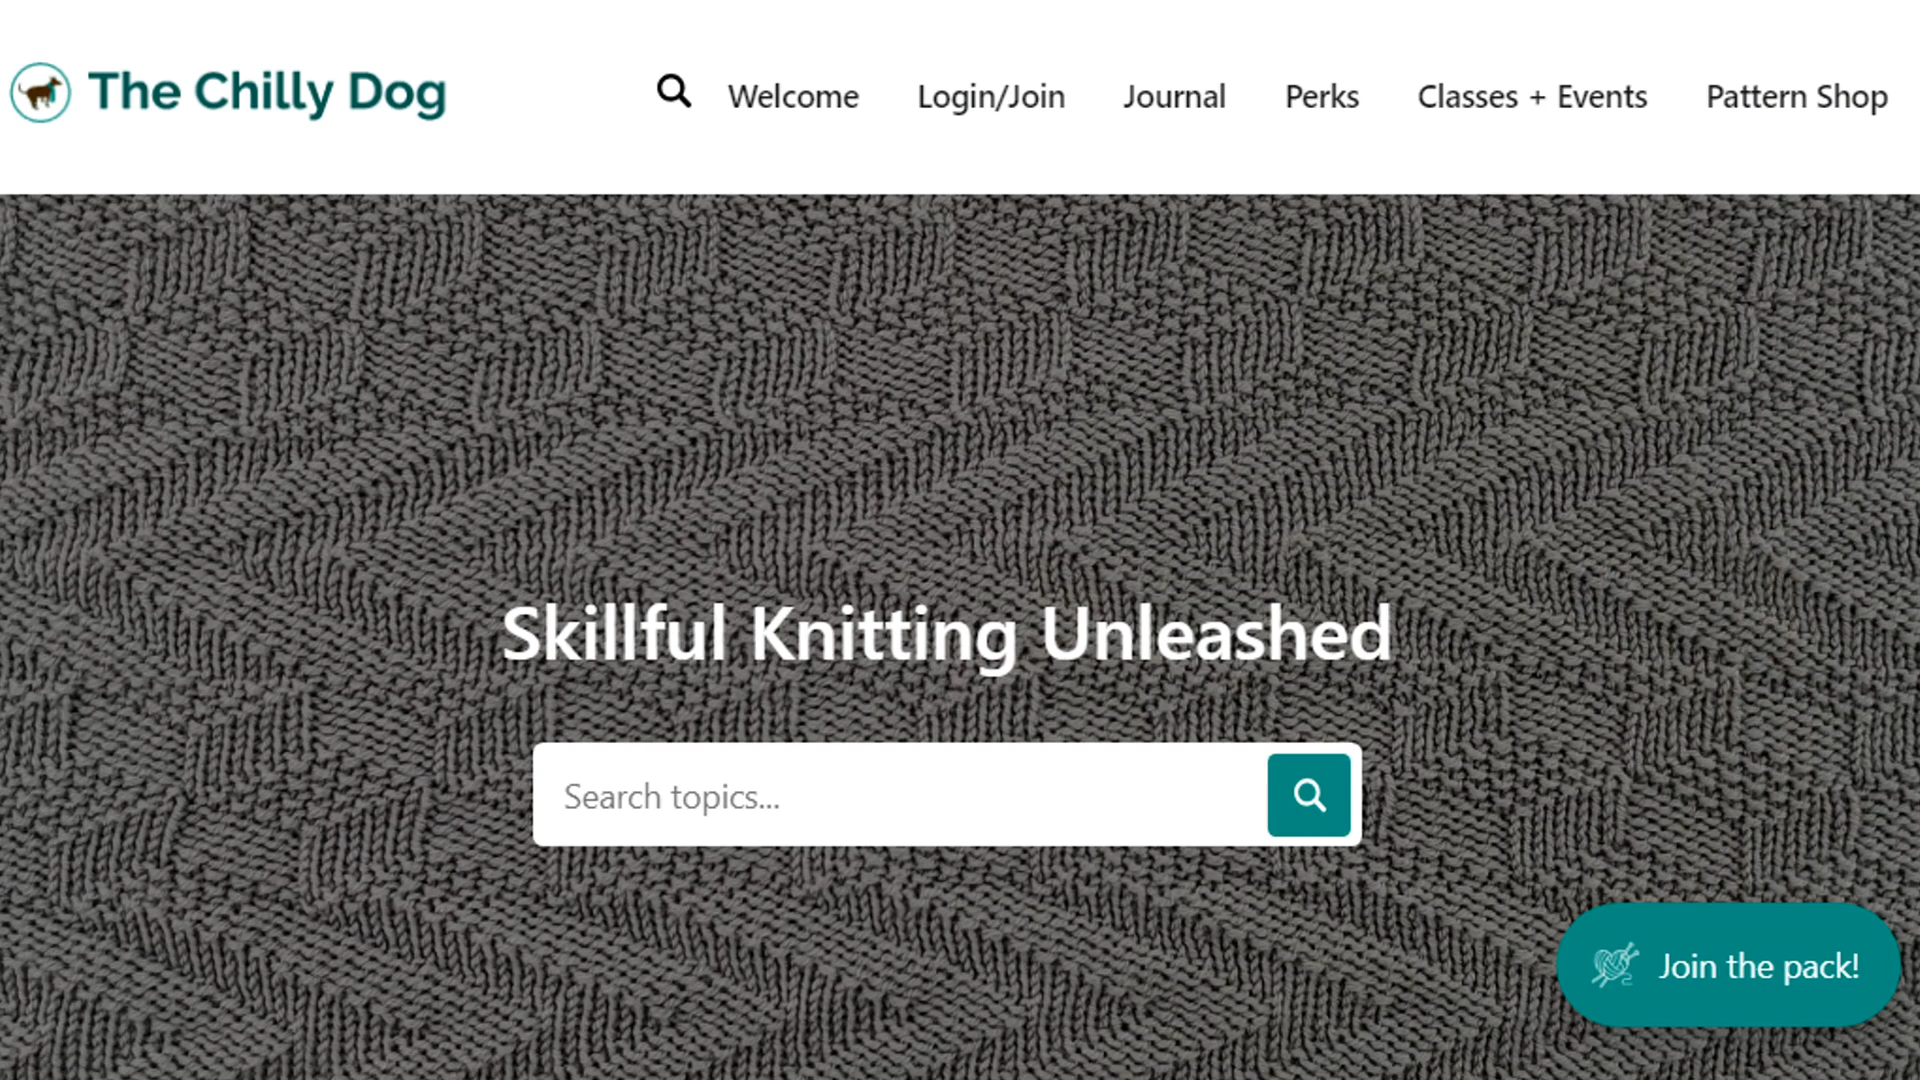 The Chilly Dog
Welcome Login/Join Journal Perks Classes + Events Pattern Shop
Skillful Knitting Unleashed
Search topics...
Join the pack!